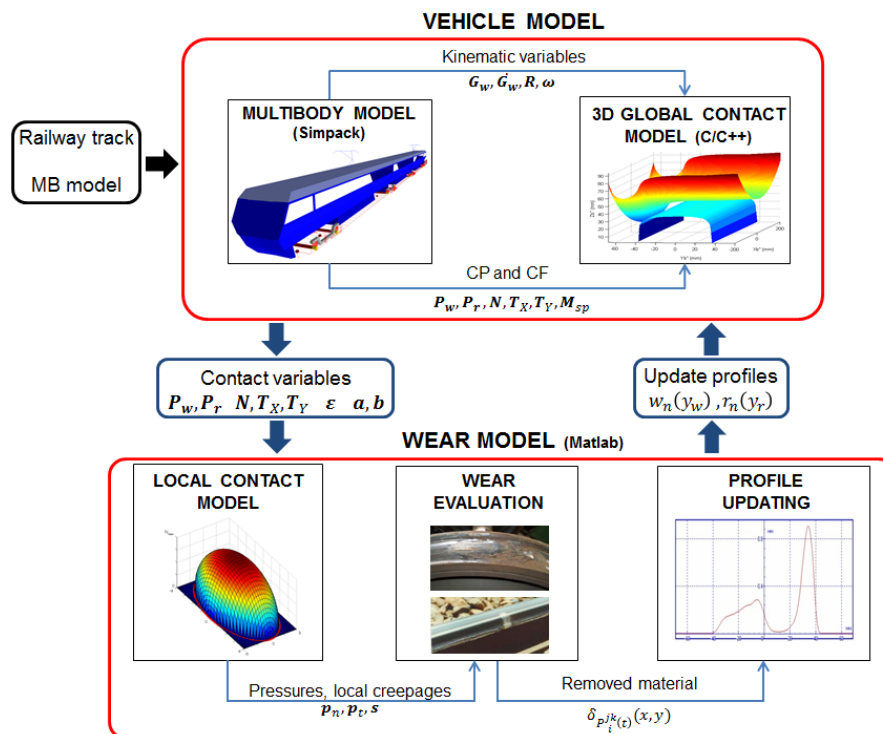 VEHICLE MODEL
Kinematic variables
G_w, Ġ_w, R, ω
MULTIBODY MODEL
(Simpack)
3D GLOBAL CONTACT
MODEL (C/C++)
Railway track
MB model
CP and CF
P_w, P_r, N, T_X, T_Y, M_sp
Contact variables
P_w, P_r N, T_X, T_Y ε a, b
Update profiles
w_n(y_w) ,r_n(y_r)
WEAR MODEL (Matlab)
LOCAL CONTACT
MODEL
WEAR
EVALUATION
PROFILE
UPDATING
Pressures, local creepages
p_n, p_t, s
Removed material
δ_{P_i^{jk}(t)}(x, y)